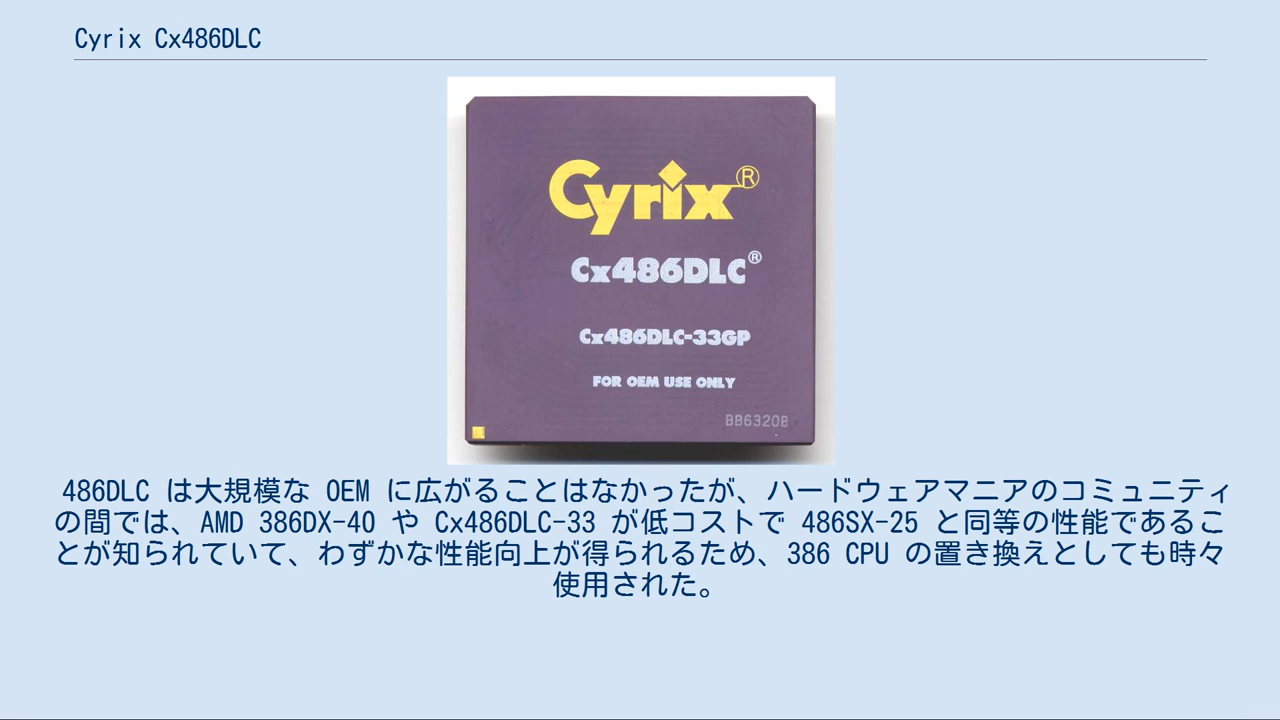 Cyrix Cx486DLC
Cyrix®
Cx486DLC®
Cx486DLC-33GP
FOR OEM USE ONLY
BB6320B
486DLC は大規模な OEM に広がることはなかったが、ハードウェアマニアのコミュニティ
の間では、AMD 386DX-40 や Cx486DLC-33 が低コストで 486SX-25 と同等の性能であるこ
とが知られていて、わずかな性能向上が得られるため、386 CPU の置き換えとしても時々
使用された。